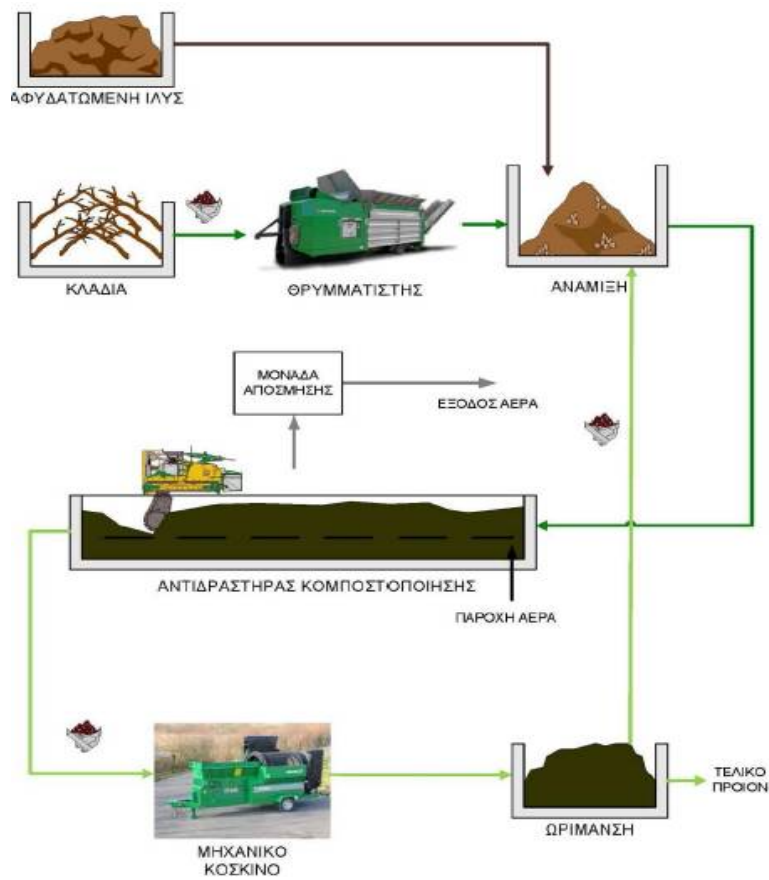 ΑΦΥΔΑΤΩΜΕΝΗ ΙΛΥΣ
ΚΛΑΔΙΑ
ΘΡΥΜΜΑΤΙΣΤΗΣ
ΑΝΑΜΙΞΗ
ΜΟΝΑΔΑ
ΑΠΟΣΜΗΣΗΣ
ΕΞΟΔΟΣ ΑΕΡΑ
ΑΝΤΙΔΡΑΣΤΗΡΑΣ ΚΟΜΠΟΣΤΟΠΟΙΗΣΗΣ
ΠΑΡΟΧΗ ΑΕΡΑ
ΜΗΧΑΝΙΚΟ
ΚΟΣΚΙΝΟ
ΩΡΙΜΑΝΣΗ
ΤΕΛΙΚΟ
ΠΡΟΙΟΝ